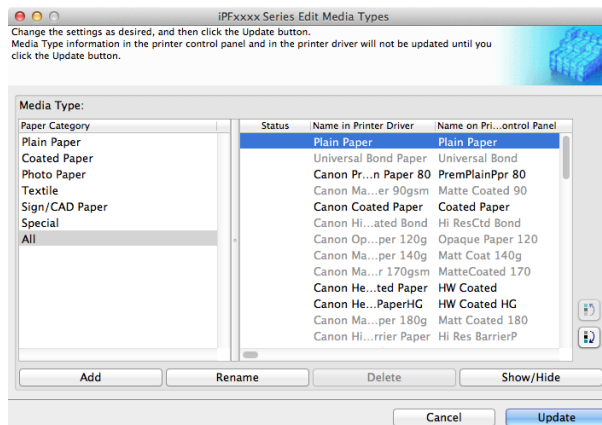 iPFxxxx Series Edit Media Types
Change the settings as desired, and then click the Update button.
Media Type information in the printer control panel and in the printer driver will not be updated until you
click the Update button.
Media Type:
Paper Category
Plain Paper
Coated Paper
Photo Paper
Textile
Sign/CAD Paper
Special
All
Status Name in Printer Driver Name on Pri...ontrol Panel
Plain Paper Plain Paper
Universal Bond Paper Universal Bond
Canon Pr...n Paper 80 PremPlainPpr 80
Canon Ma...er 90gsm Matte Coated 90
Canon Coated Paper Coated Paper
Canon Hi...ated Bond Hi ResCtd Bond
Canon Op...per 120g Opaque Paper 120
Canon Ma...per 140g Matt Coat 140g
Canon Ma...r 170gsm MatteCoated 170
Canon He...ted Paper HW Coated
Canon He...PaperHG HW Coated HG
Canon Ma...per 180g Matt Coated 180
Canon Hi...rrier Paper Hi Res BarrierP
Add Rename Delete Show/Hide
Cancel Update